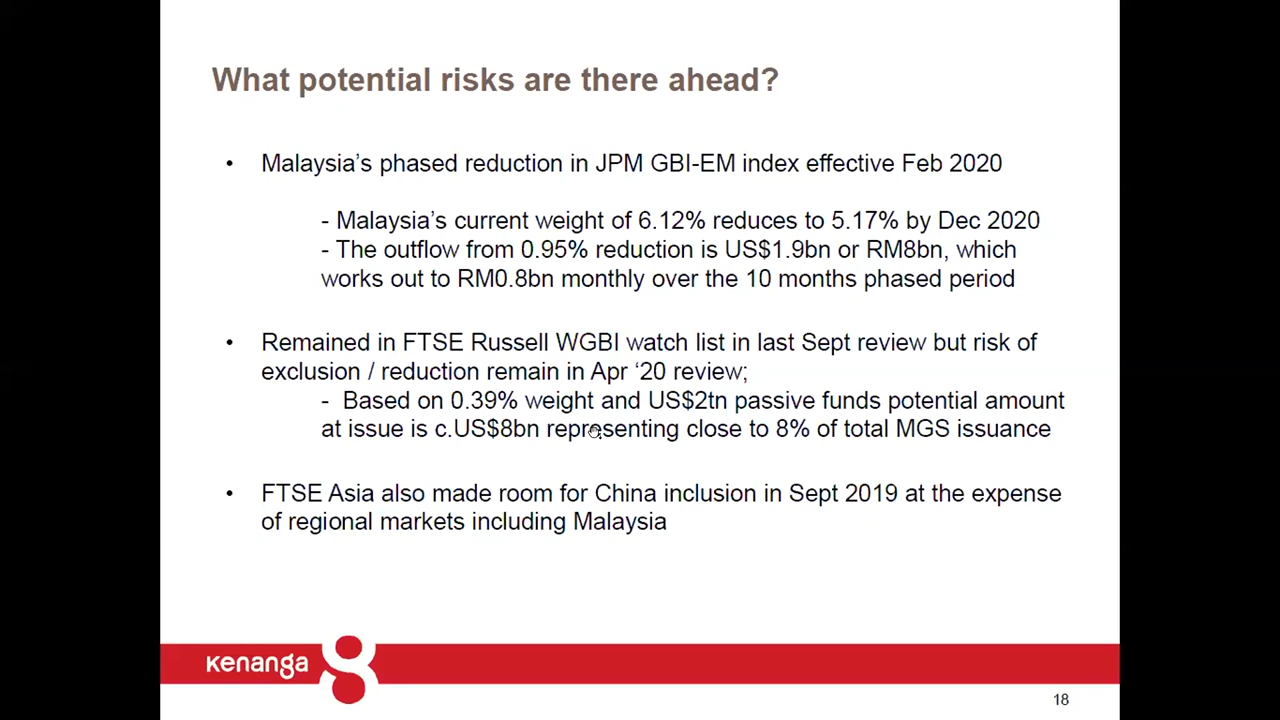 What potential risks are there ahead?
• Malaysia's phased reduction in JPM GBI-EM index effective Feb 2020
- Malaysia's current weight of 6.12% reduces to 5.17% by Dec 2020
- The outflow from 0.95% reduction is US$1.9bn or RM8bn, which
works out to RM0.8bn monthly over the 10 months phased period
• Remained in FTSE Russell WGBI watch list in last Sept review but risk of
exclusion / reduction remain in Apr ‘20 review;
- Based on 0.39% weight and US$2tn passive funds potential amount
at issue is c.US$8bn representing close to 8% of total MGS issuance
• FTSE Asia also made room for China inclusion in Sept 2019 at the expense
of regional markets including Malaysia
kenanga
18